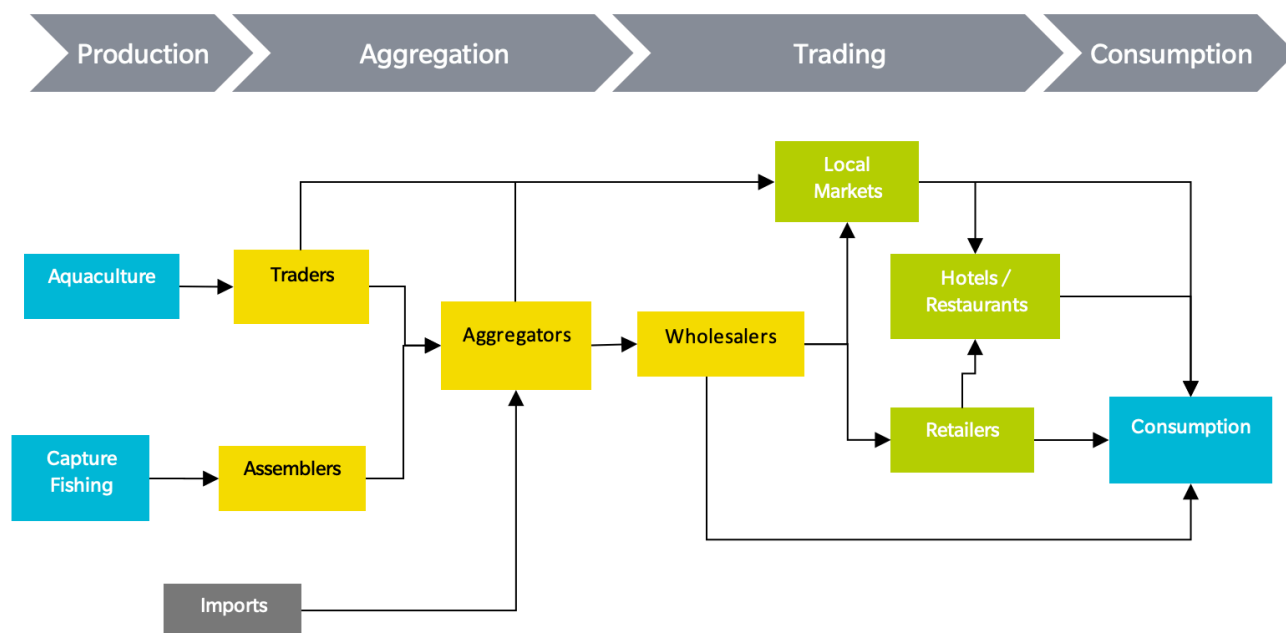 Production
Aggregation
Trading
Consumption
Local
Markets
Aquaculture
Traders
Hotels /
Restaurants
Aggregators
Wholesalers
Retailers
Consumption
Capture
Fishing
Assemblers
Imports